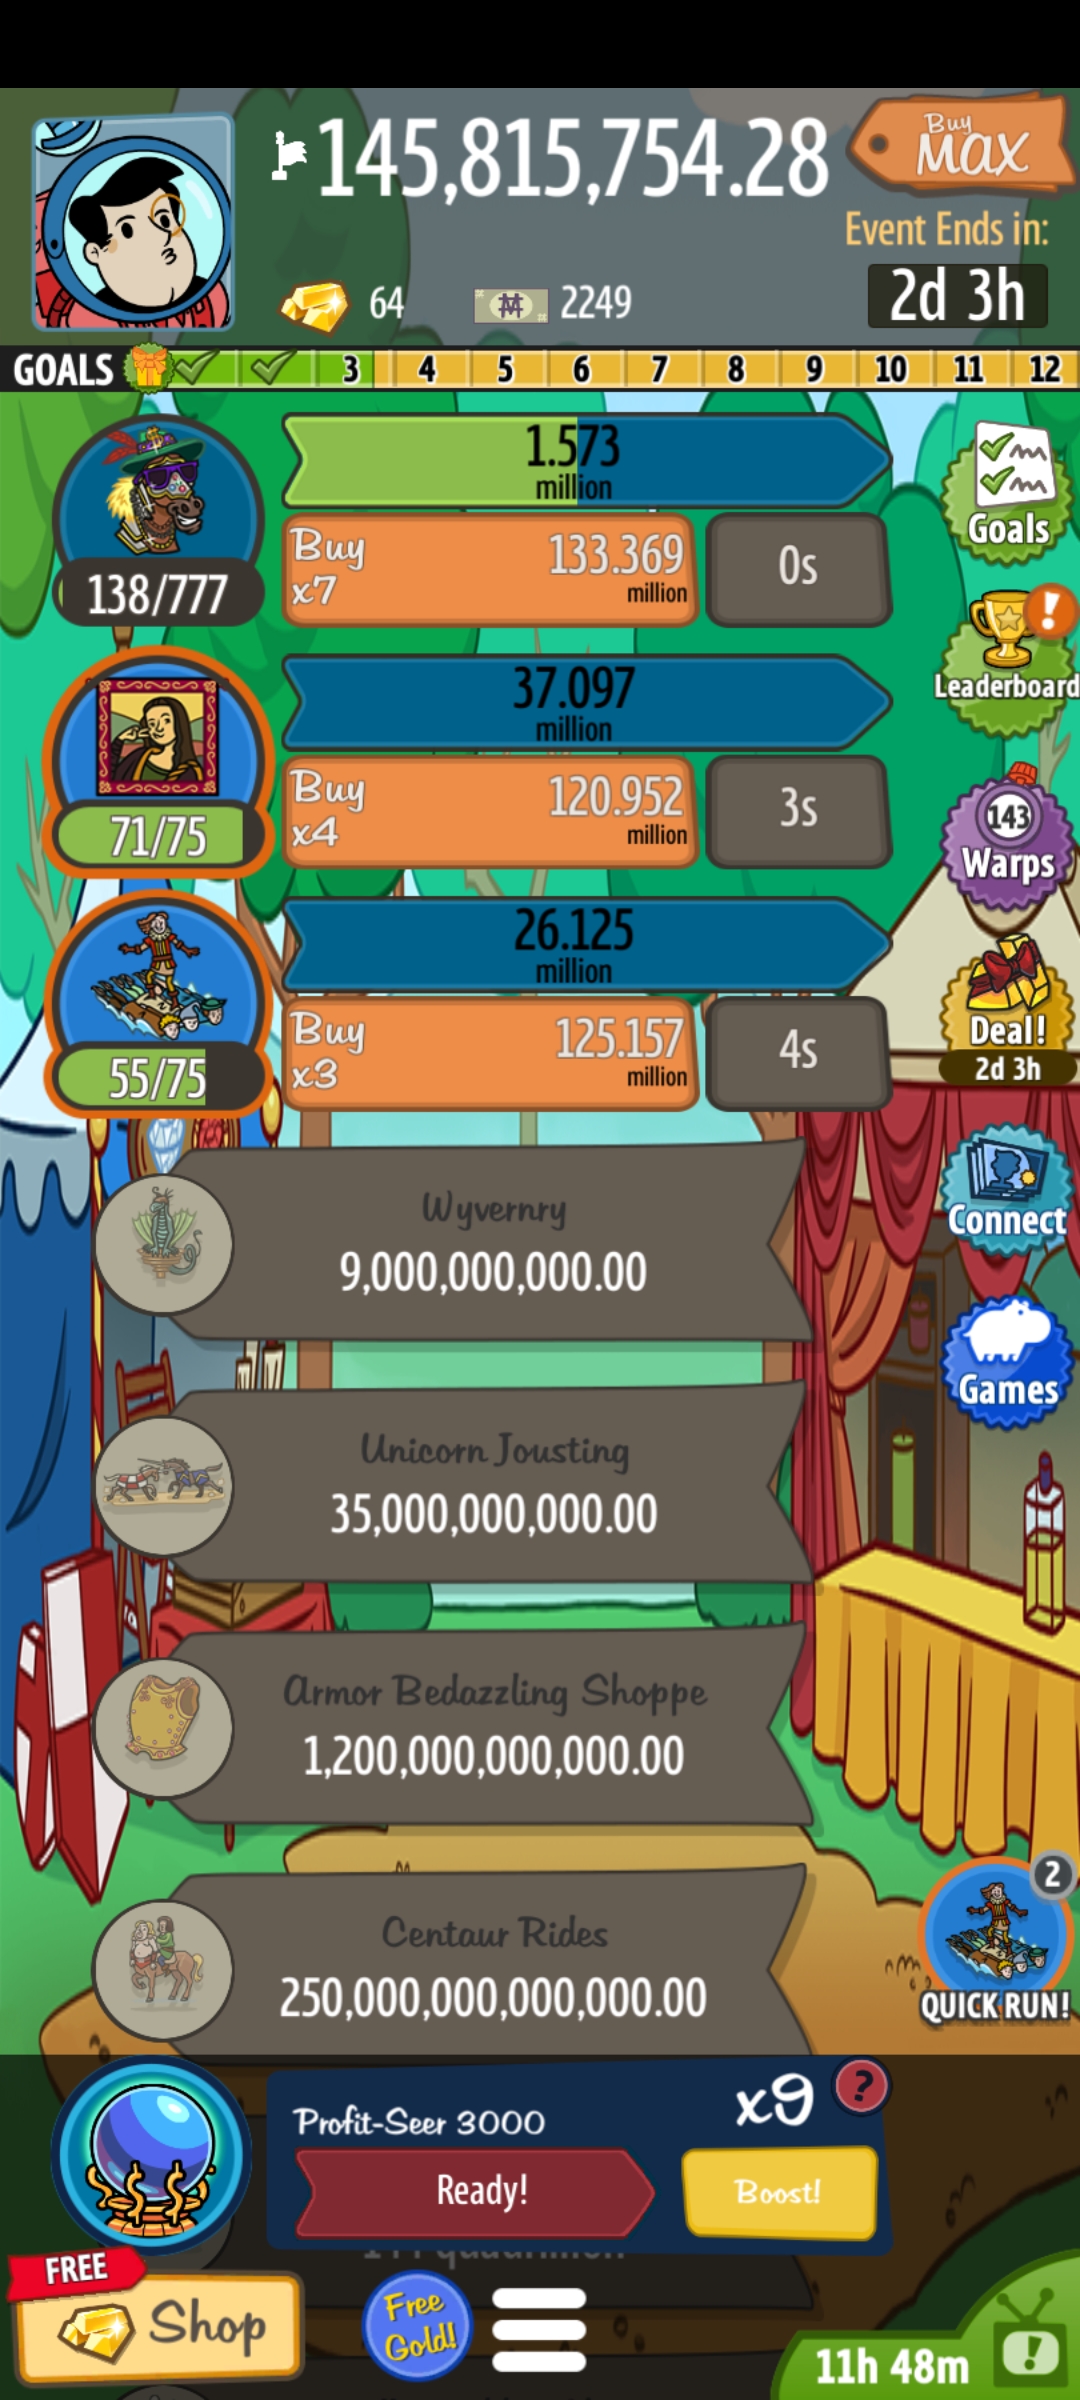 145,815,754.28
Buy
MAX
Event Ends in:
2d 3h
64
2249
GOALS
3 4 5 6 7 8 9 10 11 12
1.573
million
138/777
Buy
x7
133.369
million
0s
Goals
Leaderboard
37.097
million
71/75
Buy
x4
120.952
million
3s
143
Warps
26.125
million
55/75
Buy
x3
125.157
million
4s
Deal!
2d 3h
Wyvernry
9,000,000,000.00
Connect
Games
Unicorn Jousting
35,000,000,000.00
Armor Bedazzling Shoppe
1,200,000,000,000.00
Centaur Rides
250,000,000,000,000.00
2
QUICK RUN!
Profit-Seer 3000
x9
?
Ready!
Boost!
FREE
Shop
Free
Gold!
11h 48m